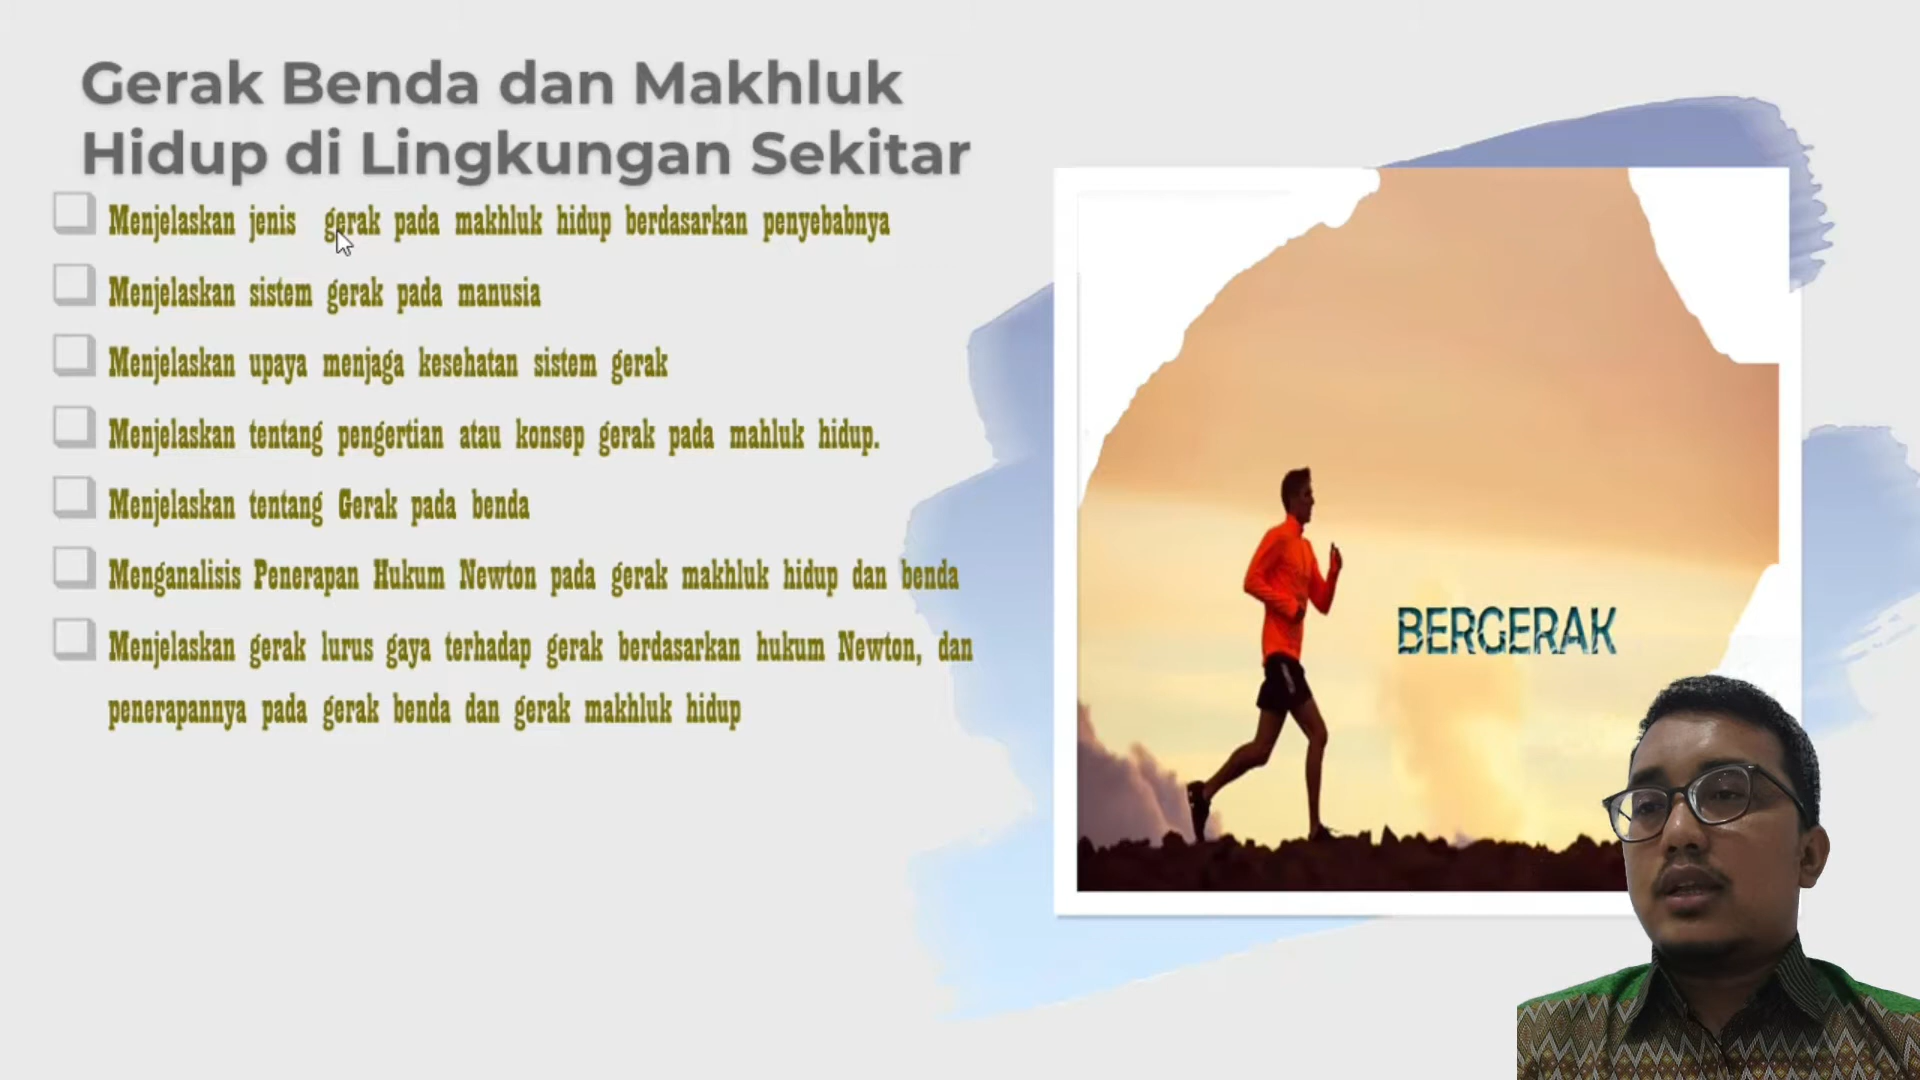 Gerak Benda dan Makhluk
Hidup di Lingkungan Sekitar
Menjelaskan jenis gerak pada makhluk hidup berdasarkan penyebabnya
Menjelaskan sistem gerak pada manusia
Menjelaskan upaya menjaga kesehatan sistem gerak
Menjelaskan tentang pengertian atau konsep gerak pada mahluk hidup.
Menjelaskan tentang Gerak pada benda
Menganalisis Penerapan Hukum Newton pada gerak makhluk hidup dan benda
Menjelaskan gerak lurus gaya terhadap gerak berdasarkan hukum Newton, dan
penerapannya pada gerak benda dan gerak makhluk hidup
BERGERAK